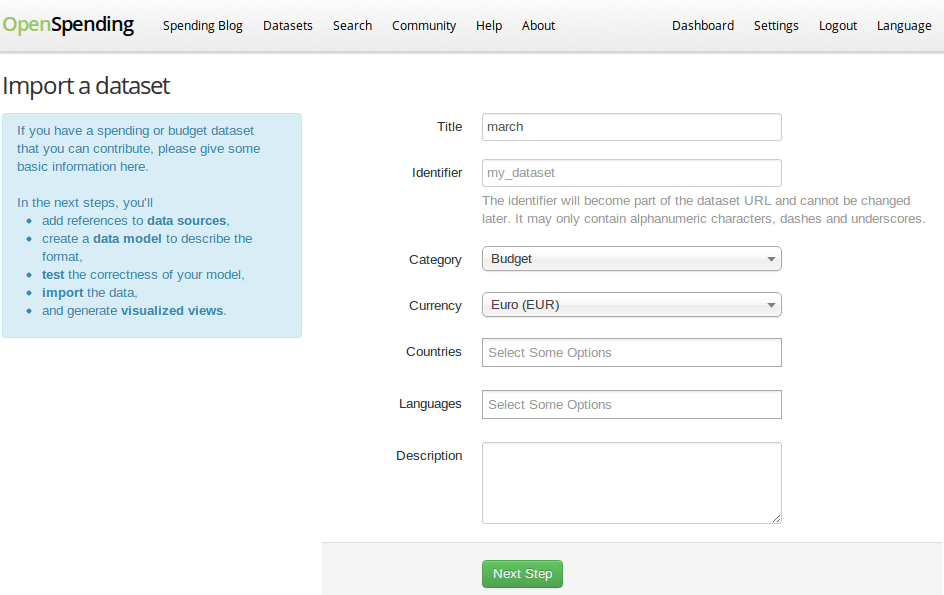 OpenSpending Spending Blog Datasets Search Community Help About Dashboard Settings Logout Language
Import a dataset
If you have a spending or budget dataset
that you can contribute, please give some
basic information here.
In the next steps, you'll
• add references to data sources,
• create a data model to describe the
format,
• test the correctness of your model,
• import the data,
• and generate visualized views.
Title march
Identifier my_dataset
The identifier will become part of the dataset URL and cannot be changed
later. It may only contain alphanumeric characters, dashes and underscores.
Category Budget
Currency Euro (EUR)
Countries Select Some Options
Languages Select Some Options
Description
Next Step